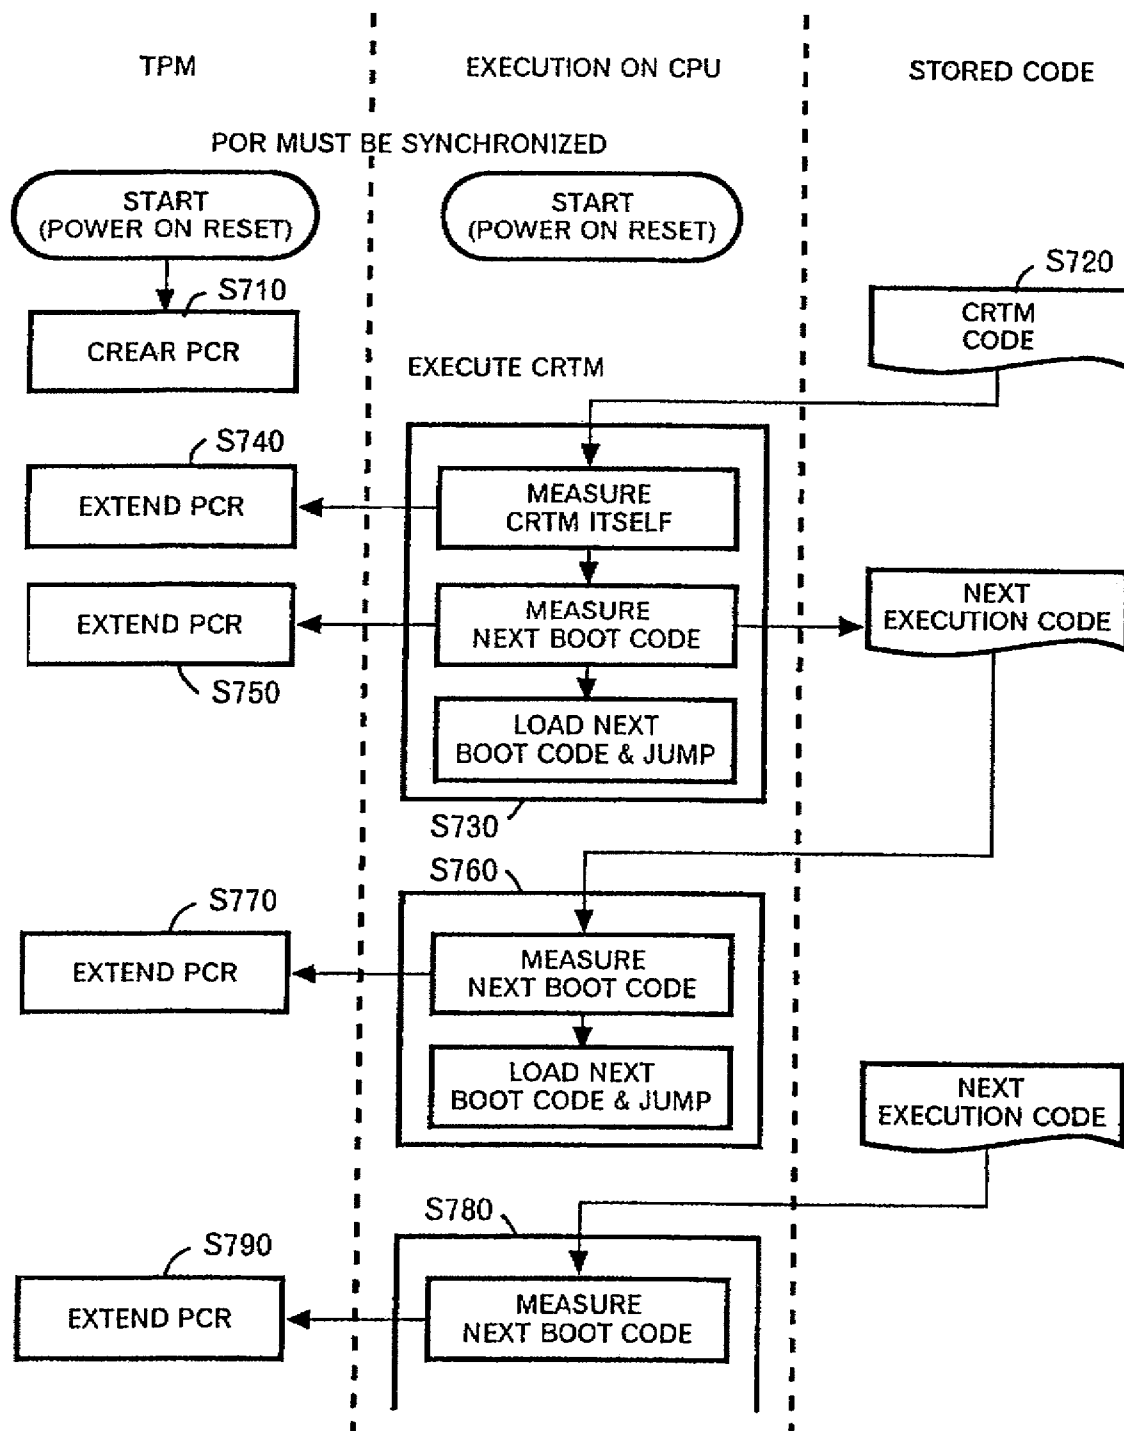 TPM
EXECUTION ON CPU
STORED CODE
POR MUST BE SYNCHRONIZED
START
(POWER ON RESET)
START
(POWER ON RESET)
S710
S720
CREAR PCR
CRTM
CODE
EXECUTE CRTM
S740
EXTEND PCR
MEASURE
CRTM ITSELF
EXTEND PCR
MEASURE
NEXT BOOT CODE
NEXT
EXECUTION CODE
S750
LOAD NEXT
BOOT CODE & JUMP
S730
S760
S770
EXTEND PCR
MEASURE
NEXT BOOT CODE
LOAD NEXT
BOOT CODE & JUMP
NEXT
EXECUTION CODE
S780
S790
EXTEND PCR
MEASURE
NEXT BOOT CODE